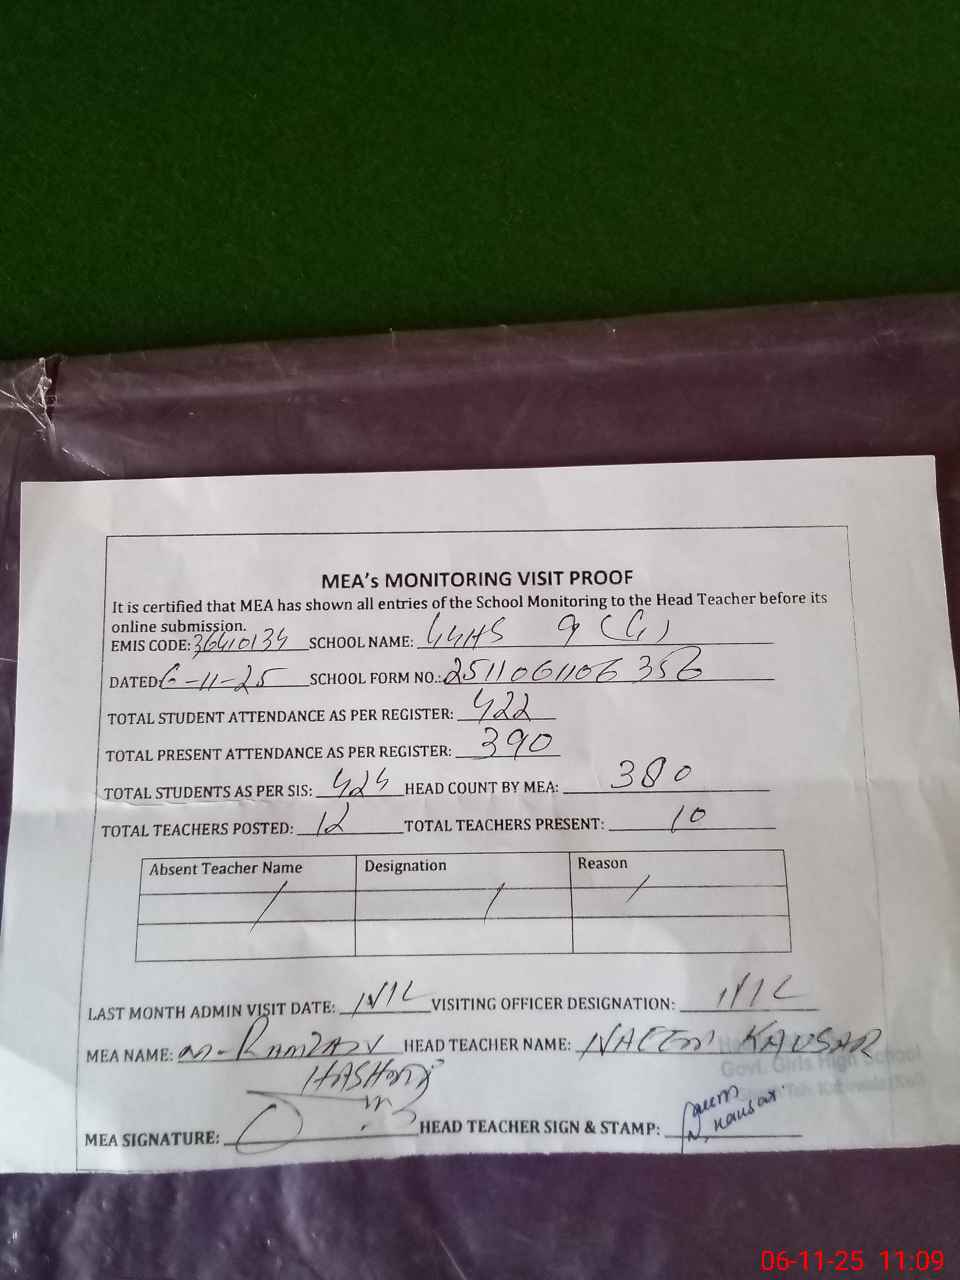 MEA's MONITORING VISIT PROOF
It is certified that MEA has shown all entries of the School Monitoring to the Head Teacher before its
online submission.
EMIS CODE: 36410134 SCHOOL NAME: GGHS 9 (G)
DATED: 6-11-25 SCHOOL FORM NO.: 2511061106356
TOTAL STUDENT ATTENDANCE AS PER REGISTER: 422
TOTAL PRESENT ATTENDANCE AS PER REGISTER: 390
TOTAL STUDENTS AS PER SIS: 424 HEAD COUNT BY MEA: 380
TOTAL TEACHERS POSTED: 12 TOTAL TEACHERS PRESENT: 10
Absent Teacher Name Designation Reason
/ / /
LAST MONTH ADMIN VISIT DATE: NIL VISITING OFFICER DESIGNATION: NIL
MEA NAME: M-RAMZAN HEAD TEACHER NAME: NAEEM KAUSAR
HASHMI
Govt. Girls High School
MEA SIGNATURE: HEAD TEACHER SIGN & STAMP: Naeem
Kausar
06-11-25 11:09